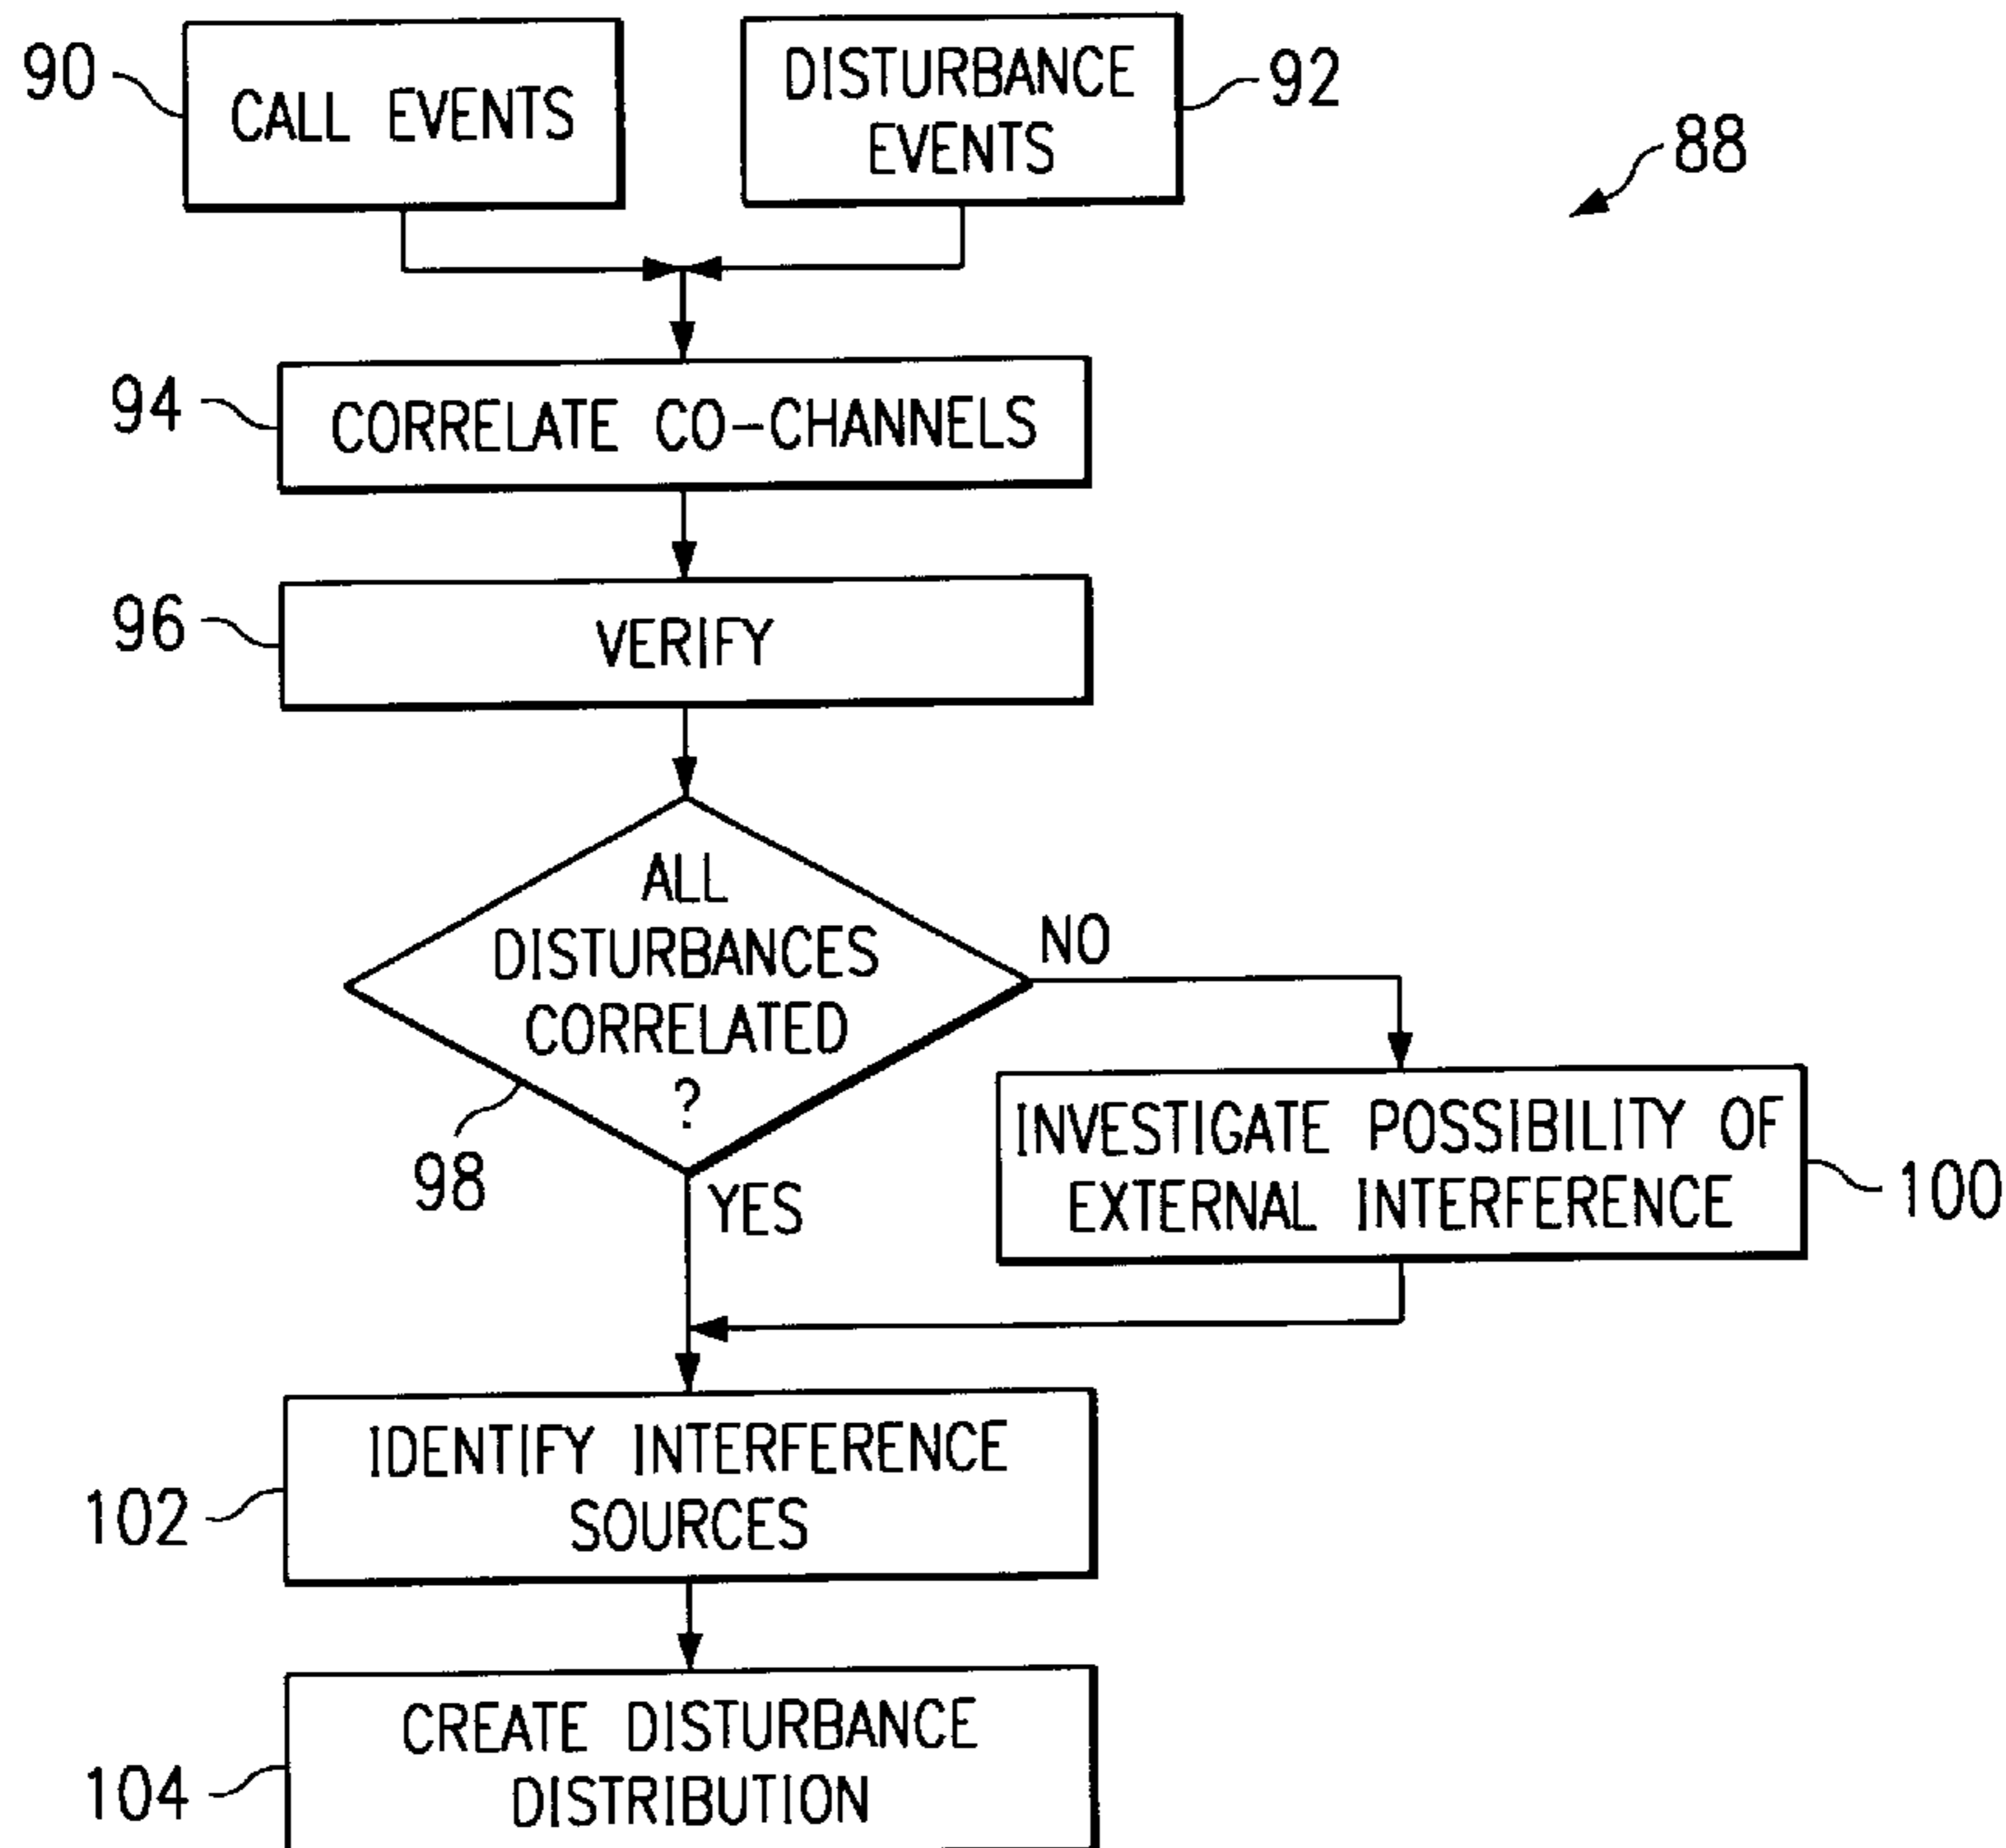 90
CALL EVENTS
DISTURBANCE
EVENTS
92
88
94
CORRELATE CO-CHANNELS
96
VERIFY
ALL
DISTURBANCES
CORRELATED
?
NO
98
YES
INVESTIGATE POSSIBILITY OF
EXTERNAL INTERFERENCE
100
IDENTIFY INTERFERENCE
SOURCES
102
CREATE DISTURBANCE
DISTRIBUTION
104